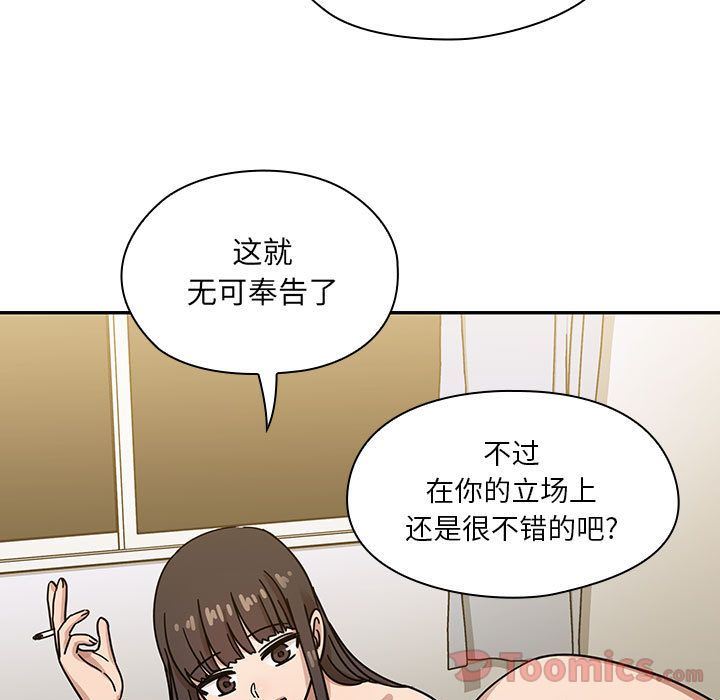 这就
无可奉告了
不过
在你的立场上
还是很不错的吧?
Toomics.com